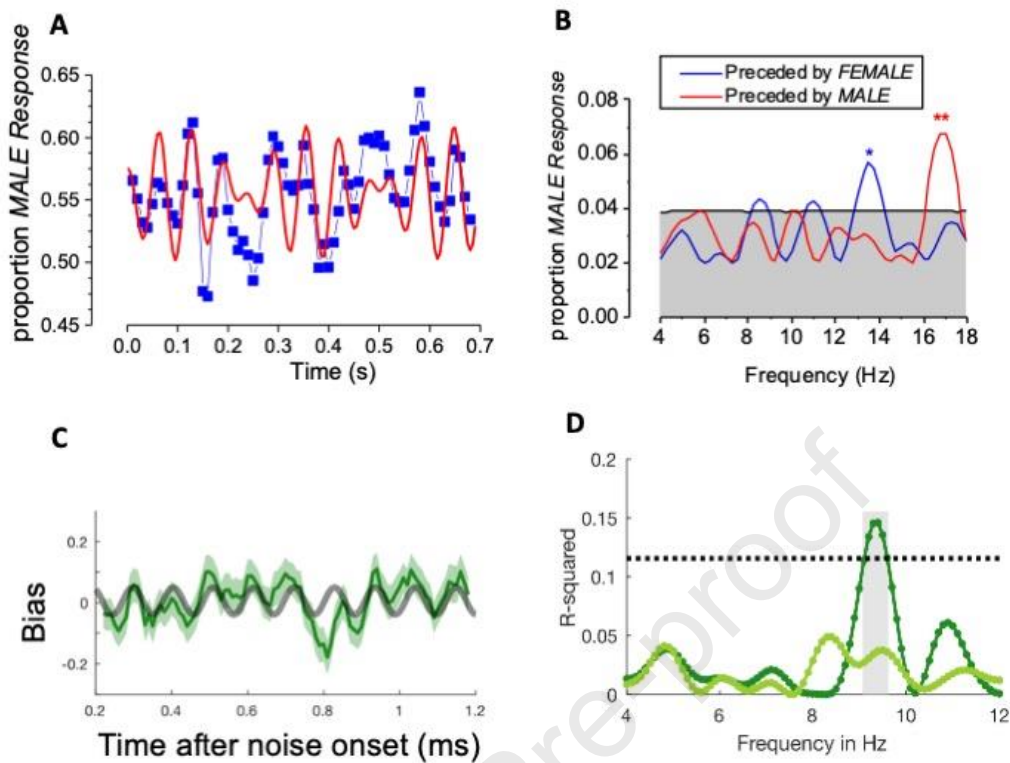 A
proportion MALE Response
0.65
0.60
0.55
0.50
0.45
0.0 0.1 0.2 0.3 0.4 0.5 0.6 0.7
Time (s)
B
Preceded by FEMALE
Preceded by MALE
proportion MALE Response
0.08
0.06
0.04
0.02
0.00
*
**
4 6 8 10 12 14 16 18
Frequency (Hz)
C
Bias
0.2
0
-0.2
0.2 0.4 0.6 0.8 1 1.2
Time after noise onset (ms)
D
R-squared
0.2
0.15
0.1
0.05
0
4 6 8 10 12
Frequency in Hz
Pre-proof